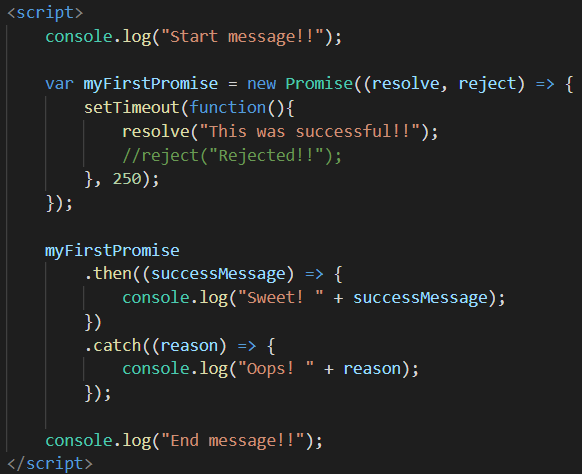 <script>
    console.log("Start message!!");

    var myFirstPromise = new Promise((resolve, reject) => {
        setTimeout(function(){
            resolve("This was successful!!");
            //reject("Rejected!!");
        }, 250);
    });

    myFirstPromise
        .then((successMessage) => {
            console.log("Sweet! " + successMessage);
        })
        .catch((reason) => {
            console.log("Oops! " + reason);
        });

    console.log("End message!!");
</script>